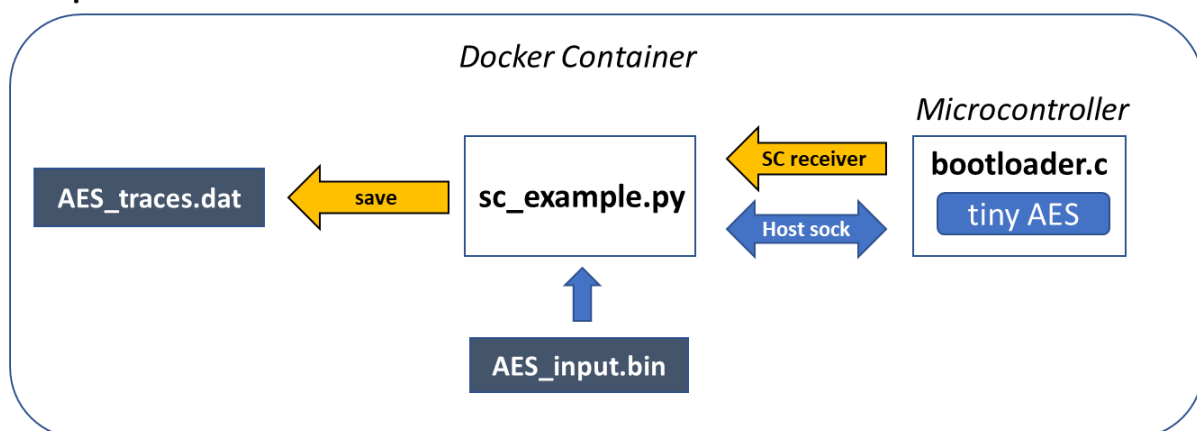 Docker Container
Microcontroller
SC receiver
bootloader.c
AES_traces.dat
save
sc_example.py
tiny AES
Host sock
AES_input.bin